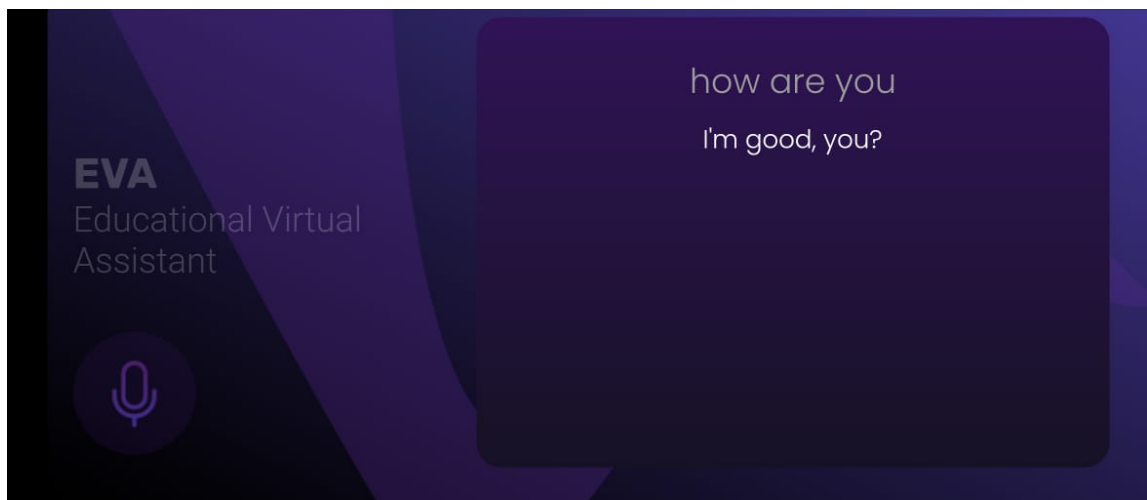 EVA
Educational Virtual
Assistant
how are you
I'm good, you?